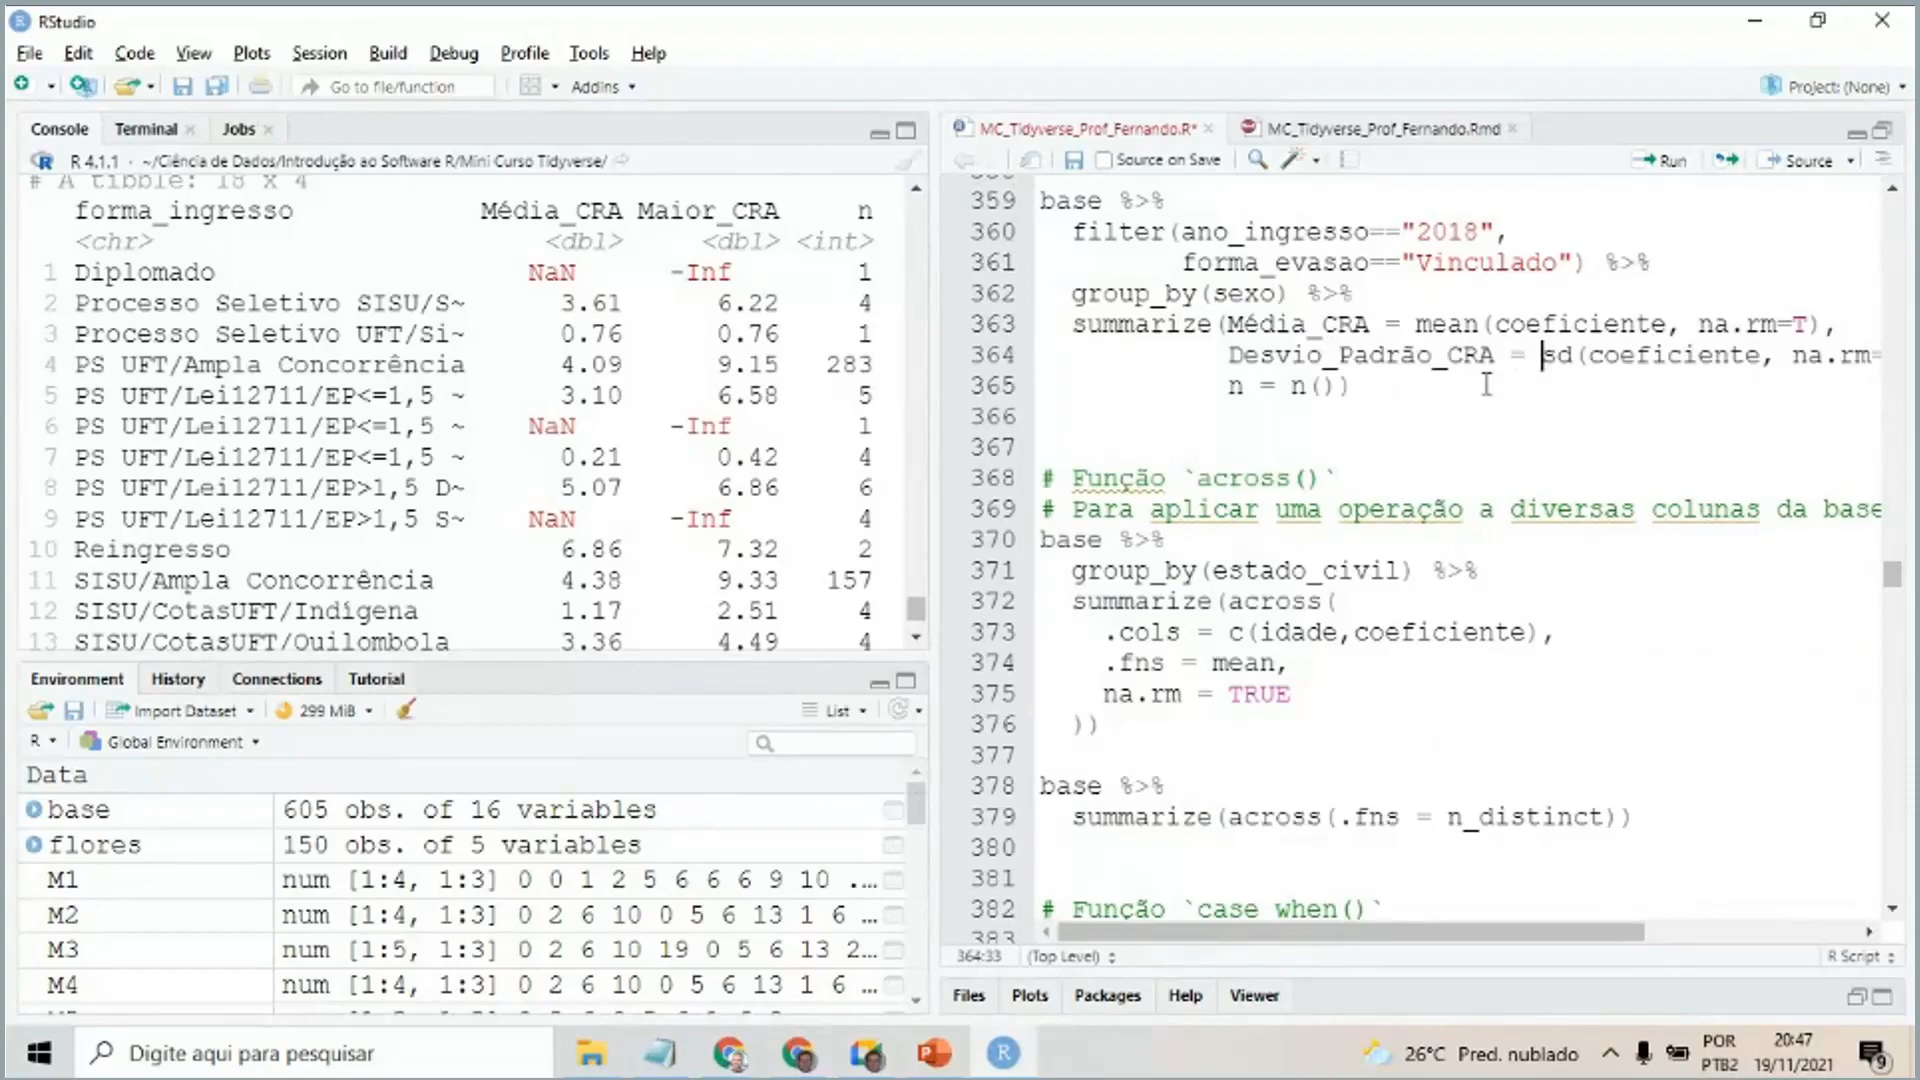 RStudio
File Edit Code View Plots Session Build Debug Profile Tools Help
Go to file/function Addins Project: (None)
Console Terminal Jobs
R 4.1.1 · ~/Ciência de Dados/Introdução ao Software R/Mini Curso Tidyverse/
# A tibble: 18 x 4
forma_ingresso Média_CRA Maior_CRA n
<chr> <dbl> <dbl> <int>
1 Diplomado NaN -Inf 1
2 Processo Seletivo SISU/S~ 3.61 6.22 4
3 Processo Seletivo UFT/Si~ 0.76 0.76 1
4 PS UFT/Ampla Concorrência 4.09 9.15 283
5 PS UFT/Lei12711/EP<=1,5 ~ 3.10 6.58 5
6 PS UFT/Lei12711/EP<=1,5 ~ NaN -Inf 1
7 PS UFT/Lei12711/EP<=1,5 ~ 0.21 0.42 4
8 PS UFT/Lei12711/EP>1,5 D~ 5.07 6.86 6
9 PS UFT/Lei12711/EP>1,5 S~ NaN -Inf 4
10 Reingresso 6.86 7.32 2
11 SISU/Ampla Concorrência 4.38 9.33 157
12 SISU/CotasUFT/Indígena 1.17 2.51 4
13 SISU/CotasUFT/Quilombola 3.36 4.49 4
Environment History Connections Tutorial
Import Dataset 299 MiB List
R Global Environment
Data
base 605 obs. of 16 variables
flores 150 obs. of 5 variables
M1 num [1:4, 1:3] 0 0 1 2 5 6 6 6 9 10 ....
M2 num [1:4, 1:3] 0 2 6 10 0 5 6 13 1 6 ...
M3 num [1:5, 1:3] 0 2 6 10 19 0 5 6 13 2...
M4 num [1:4, 1:3] 0 2 6 10 0 5 6 13 1 6 ...
MC_Tidyverse_Prof_Fernando.R* MC_Tidyverse_Prof_Fernando.Rmd
Source on Save Run Source
359 base %>%
360 filter(ano_ingresso=="2018",
361 forma_evasao=="Vinculado") %>%
362 group_by(sexo) %>%
363 summarize(Média_CRA = mean(coeficiente, na.rm=T),
364 Desvio_Padrão_CRA = sd(coeficiente, na.rm=
365 n = n())
366
367
368 # Função `across()`
369 # Para aplicar uma operação a diversas colunas da base
370 base %>%
371 group_by(estado_civil) %>%
372 summarize(across(
373 .cols = c(idade,coeficiente),
374 .fns = mean,
375 na.rm = TRUE
376 ))
377
378 base %>%
379 summarize(across(.fns = n_distinct))
380
381
382 # Função `case_when()`
383
364:33 (Top Level) R Script
Files Plots Packages Help Viewer
Digite aqui para pesquisar
26°C Pred. nublado
POR
PTB2
20:47
19/11/2021
9